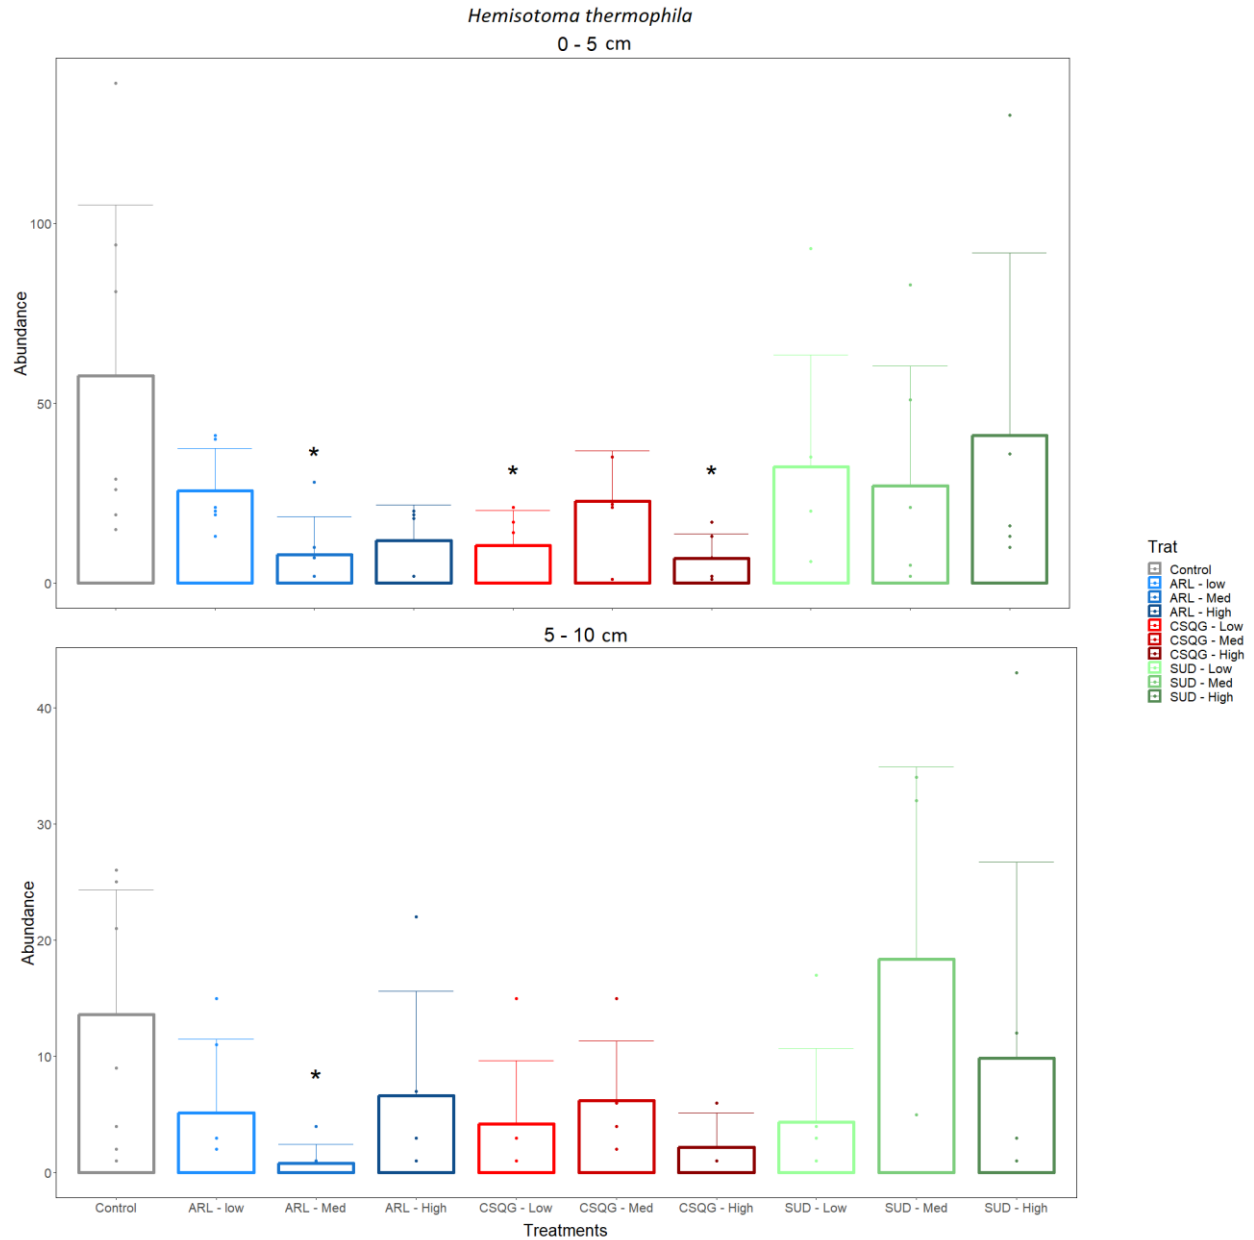 Hemisotoma thermophila
0 - 5 cm
100
50
0
Abundance
*
*
*
5 - 10 cm
40
30
20
10
0
Abundance
*
Control ARL - low ARL - Med ARL - High CSQG - Low CSQG - Med CSQG - High SUD - Low SUD - Med SUD - High
Treatments
Trat
Control
ARL - low
ARL - Med
ARL - High
CSQG - Low
CSQG - Med
CSQG - High
SUD - Low
SUD - Med
SUD - High